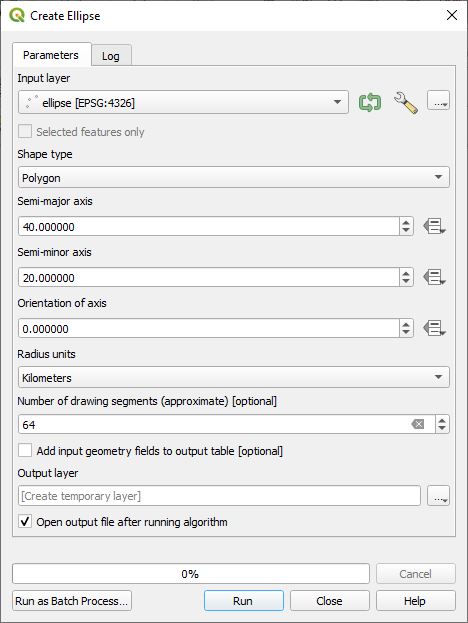 Create Ellipse
Parameters
Log
Input layer
ellipse [EPSG:4326]
...
Selected features only
Shape type
Polygon
Semi-major axis
40.000000
Semi-minor axis
20.000000
Orientation of axis
0.000000
Radius units
Kilometers
Number of drawing segments (approximate) [optional]
64
Add input geometry fields to output table [optional]
Output layer
[Create temporary layer]
...
Open output file after running algorithm
0%
Cancel
Run as Batch Process...
Run
Close
Help